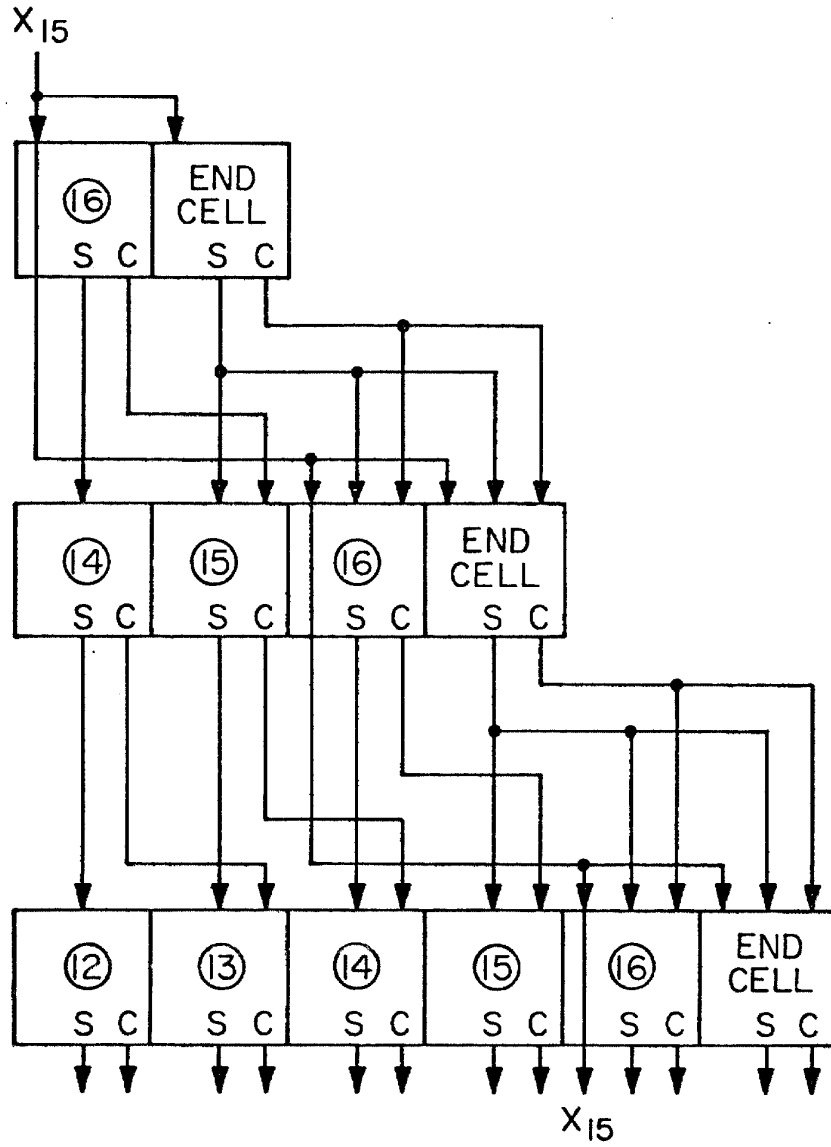 X15
16 END CELL
S C S C
14 15 16 END CELL
S C S C S C S C
12 13 14 15 16 END CELL
S C S C S C S C S C S C
X15